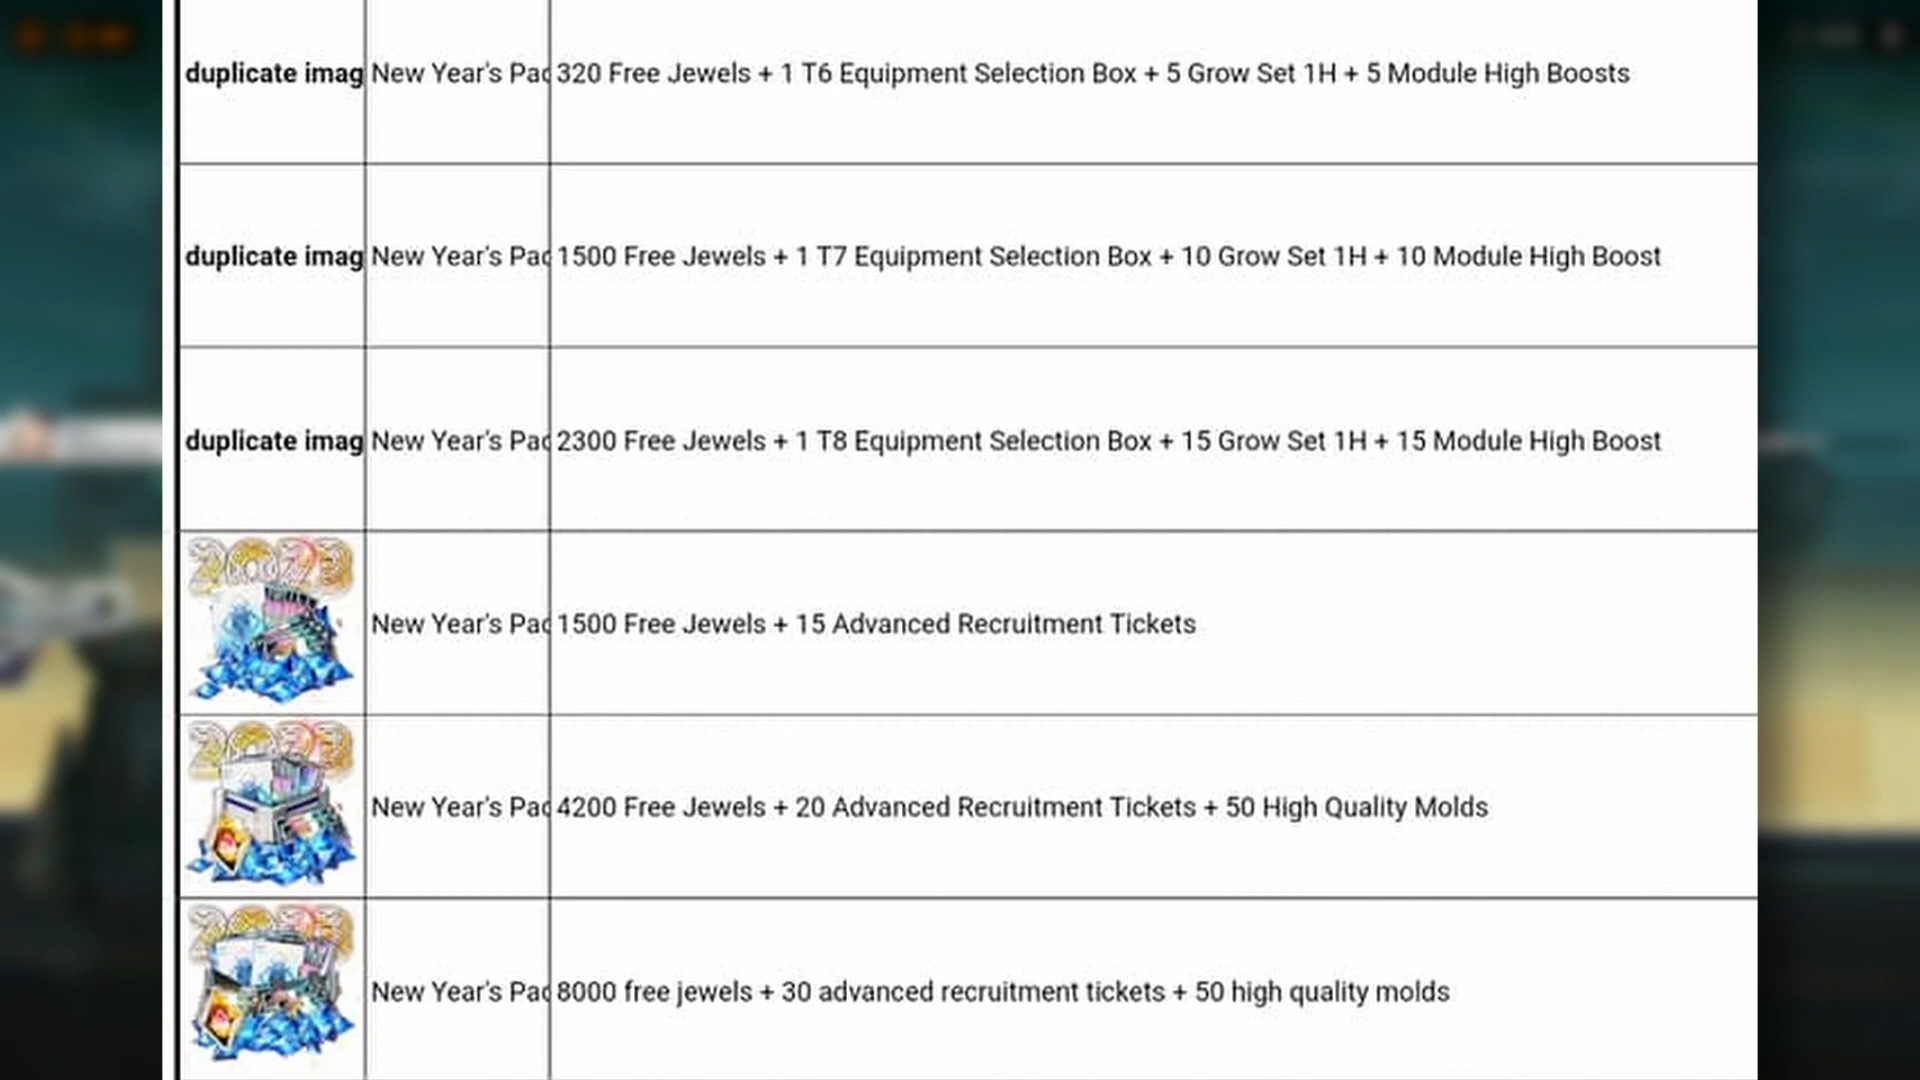 duplicate imag New Year's Pac 320 Free Jewels + 1 T6 Equipment Selection Box + 5 Grow Set 1H + 5 Module High Boosts
duplicate imag New Year's Pac 1500 Free Jewels + 1 T7 Equipment Selection Box + 10 Grow Set 1H + 10 Module High Boost
duplicate imag New Year's Pac 2300 Free Jewels + 1 T8 Equipment Selection Box + 15 Grow Set 1H + 15 Module High Boost
2023
New Year's Pac 1500 Free Jewels + 15 Advanced Recruitment Tickets
2023
New Year's Pac 4200 Free Jewels + 20 Advanced Recruitment Tickets + 50 High Quality Molds
2023
New Year's Pac 8000 free jewels + 30 advanced recruitment tickets + 50 high quality molds